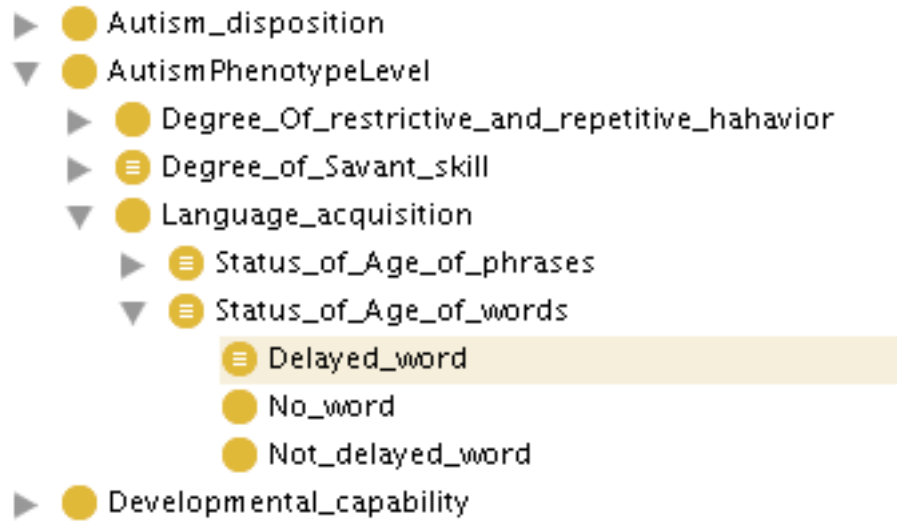 Autism_disposition
AutismPhenotypeLevel
Degree_Of_restrictive_and_repetitive_hahavior
Degree_of_Savant_skill
Language_acquisition
Status_of_Age_of_phrases
Status_of_Age_of_words
Delayed_word
No_word
Not_delayed_word
Developmental_capability